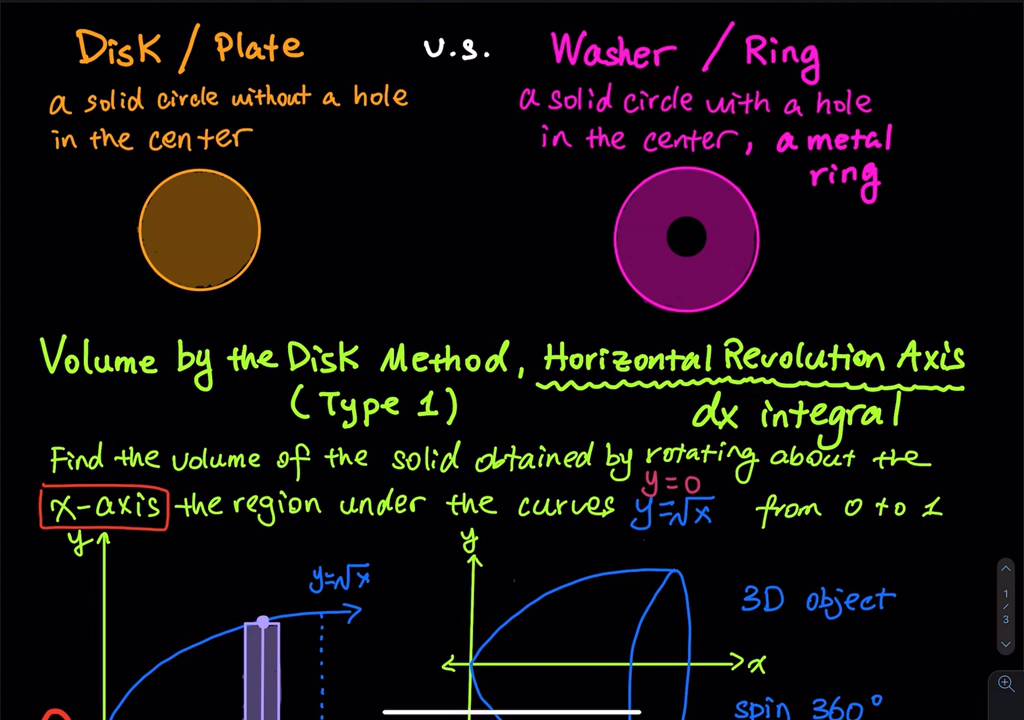 Disk / Plate
v.s.
Washer / Ring
a solid circle without a hole
in the center
a solid circle with a hole
in the center, a metal
ring
Volume by the Disk Method, Horizontal Revolution Axis
(Type 1)
dx integral
Find the volume of the solid obtained by rotating about the
y=0
x-axis the region under the curves y=√x from 0 to 1
y
y=√x
y
3D object
x
spin 360°
1
/
3